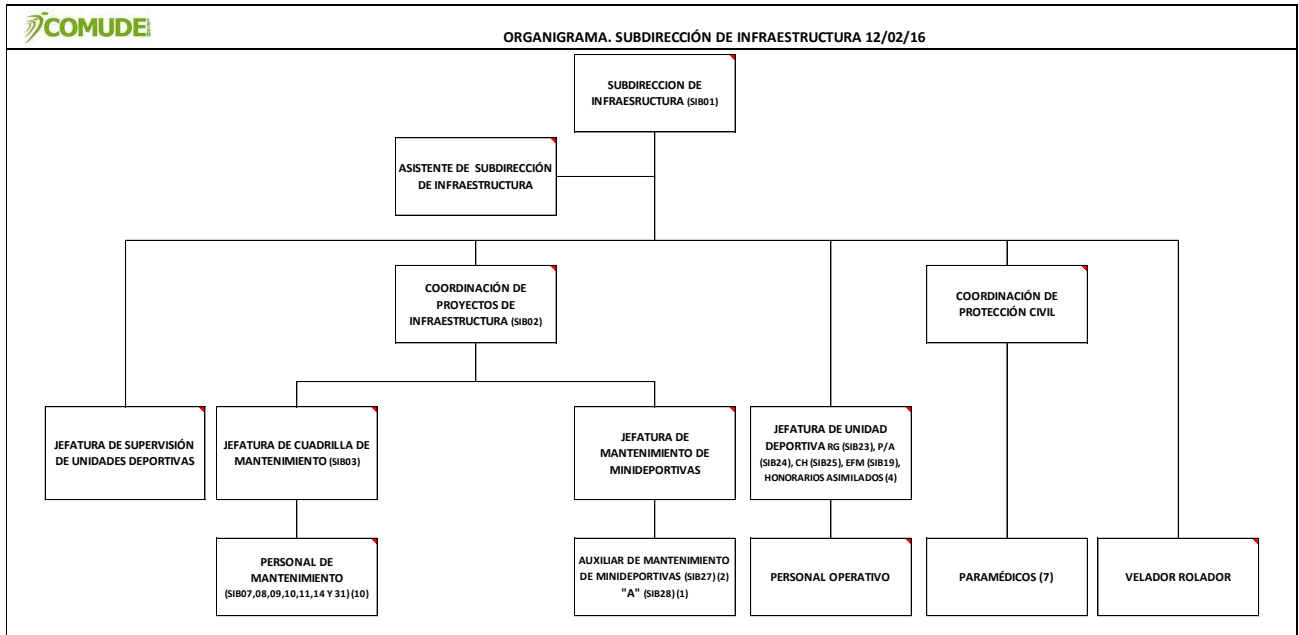 COMUDE
ORGANIGRAMA. SUBDIRECCIÓN DE INFRAESTRUCTURA 12/02/16
SUBDIRECCION DE
INFRAESRUCTURA (SIB01)
ASISTENTE DE SUBDIRECCIÓN
DE INFRAESTRUCTURA
COORDINACIÓN DE
PROYECTOS DE
INFRAESTRUCTURA (SIB02)
COORDINACIÓN DE
PROTECCIÓN CIVIL
JEFATURA DE SUPERVISIÓN
DE UNIDADES DEPORTIVAS
JEFATURA DE CUADRILLA DE
MANTENIMIENTO (SIB03)
JEFATURA DE
MANTENIMIENTO DE
MINIDEPORTIVAS
JEFATURA DE UNIDAD
DEPORTIVA RG (SIB23), P/A
(SIB24), CH (SIB25), EFM (SIB19),
HONORARIOS ASIMILADOS (4)
PERSONAL DE
MANTENIMIENTO
(SIB07,08,09,10,11,14 Y 31) (10)
AUXILIAR DE MANTENIMIENTO
DE MINIDEPORTIVAS (SIB27) (2)
"A" (SIB28) (1)
PERSONAL OPERATIVO
PARAMÉDICOS (7)
VELADOR ROLADOR